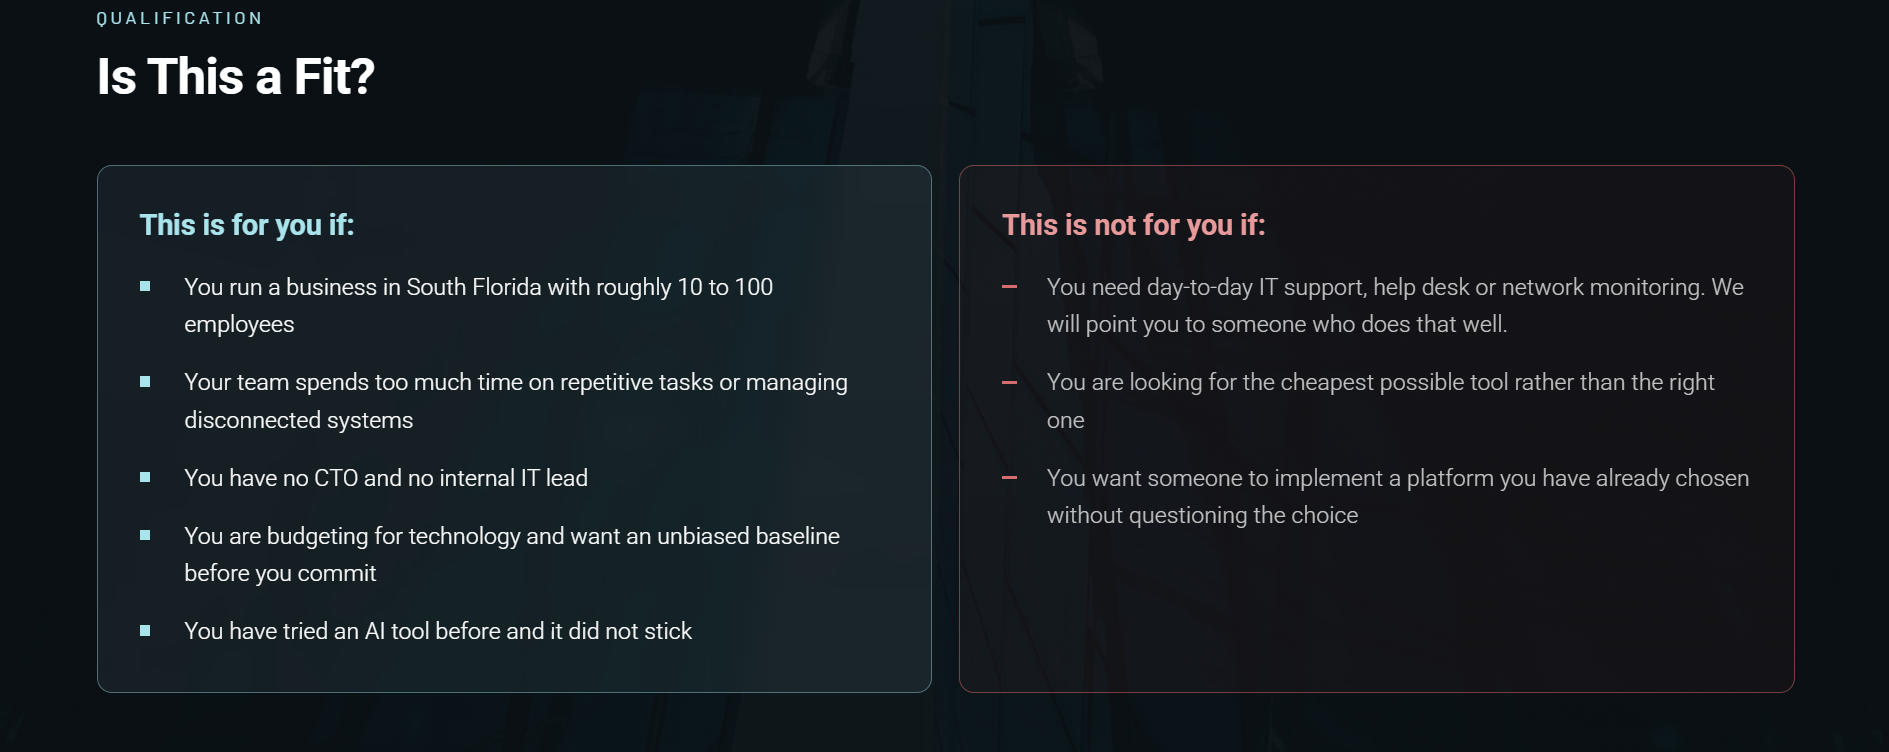 QUALIFICATION
Is This a Fit?
This is for you if:
You run a business in South Florida with roughly 10 to 100
employees
Your team spends too much time on repetitive tasks or managing
disconnected systems
You have no CTO and no internal IT lead
You are budgeting for technology and want an unbiased baseline
before you commit
You have tried an AI tool before and it did not stick
This is not for you if:
You need day-to-day IT support, help desk or network monitoring. We
will point you to someone who does that well.
You are looking for the cheapest possible tool rather than the right
one
You want someone to implement a platform you have already chosen
without questioning the choice